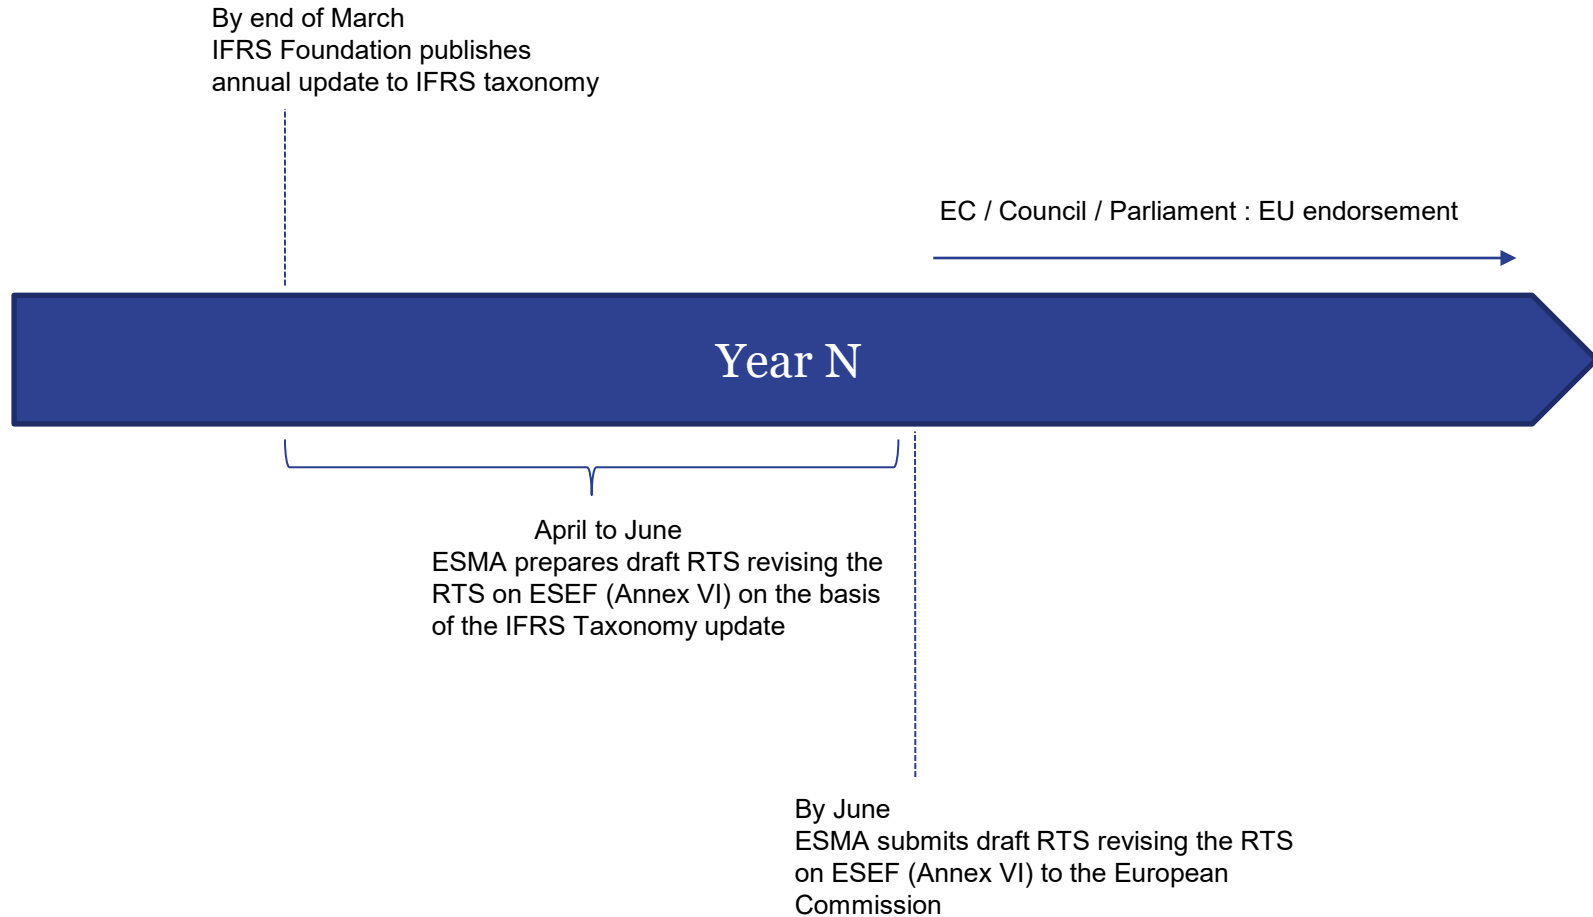 By end of March
IFRS Foundation publishes
annual update to IFRS taxonomy
EC / Council / Parliament : EU endorsement
Year N
April to June
ESMA prepares draft RTS revising the
RTS on ESEF (Annex VI) on the basis
of the IFRS Taxonomy update
By June
ESMA submits draft RTS revising the RTS
on ESEF (Annex VI) to the European
Commission